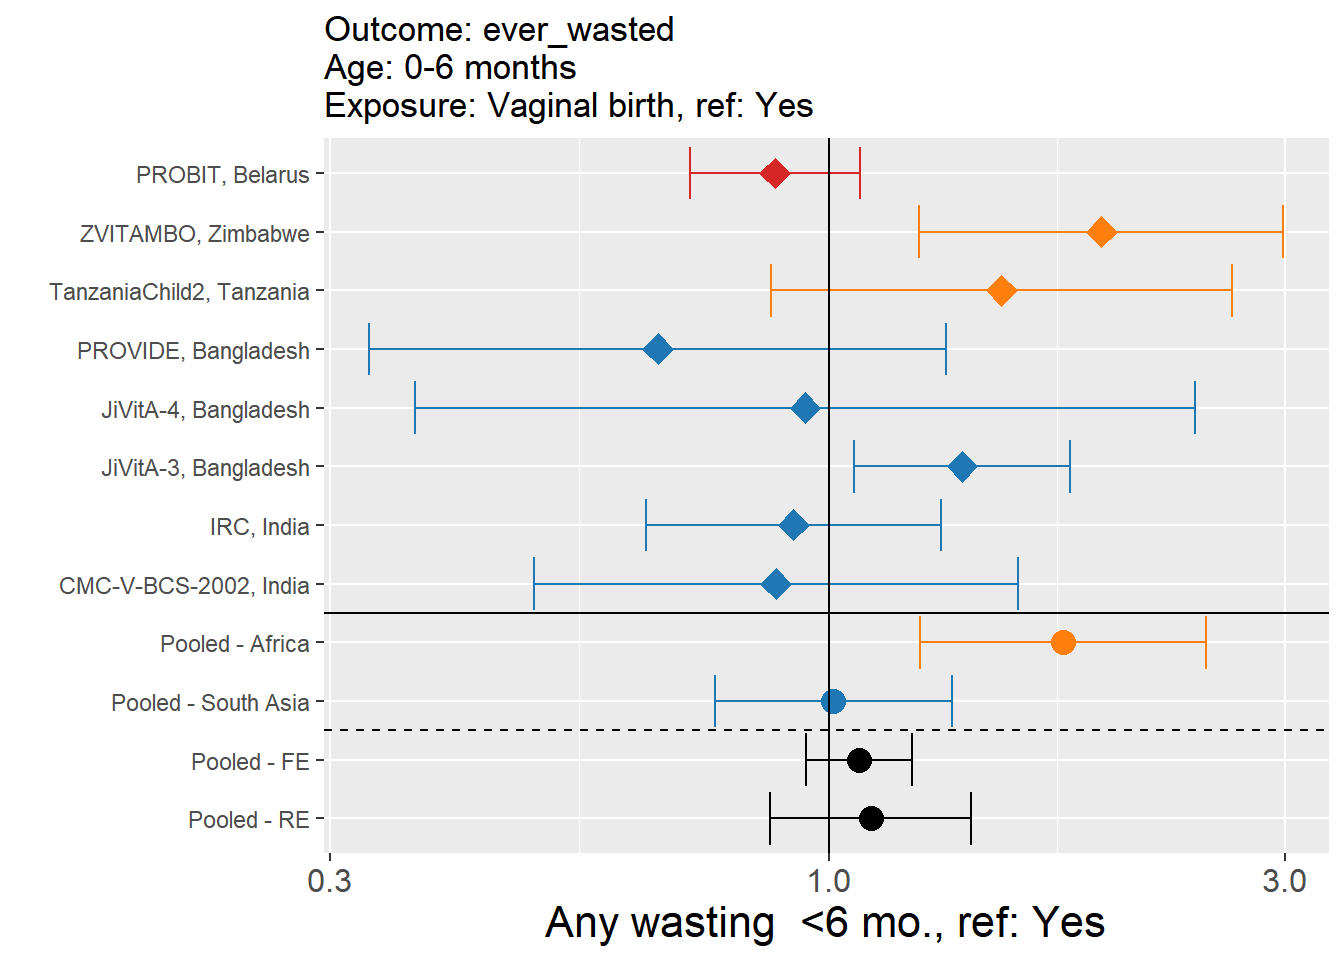 Outcome: ever_wasted
Age: 0-6 months
Exposure: Vaginal birth, ref: Yes
PROBIT, Belarus
ZVITAMBO, Zimbabwe
TanzaniaChild2, Tanzania
PROVIDE, Bangladesh
JiVitA-4, Bangladesh
JiVitA-3, Bangladesh
IRC, India
CMC-V-BCS-2002, India
Pooled - Africa
Pooled - South Asia
Pooled - FE
Pooled - RE
0.3 1.0 3.0
Any wasting  <6 mo., ref: Yes